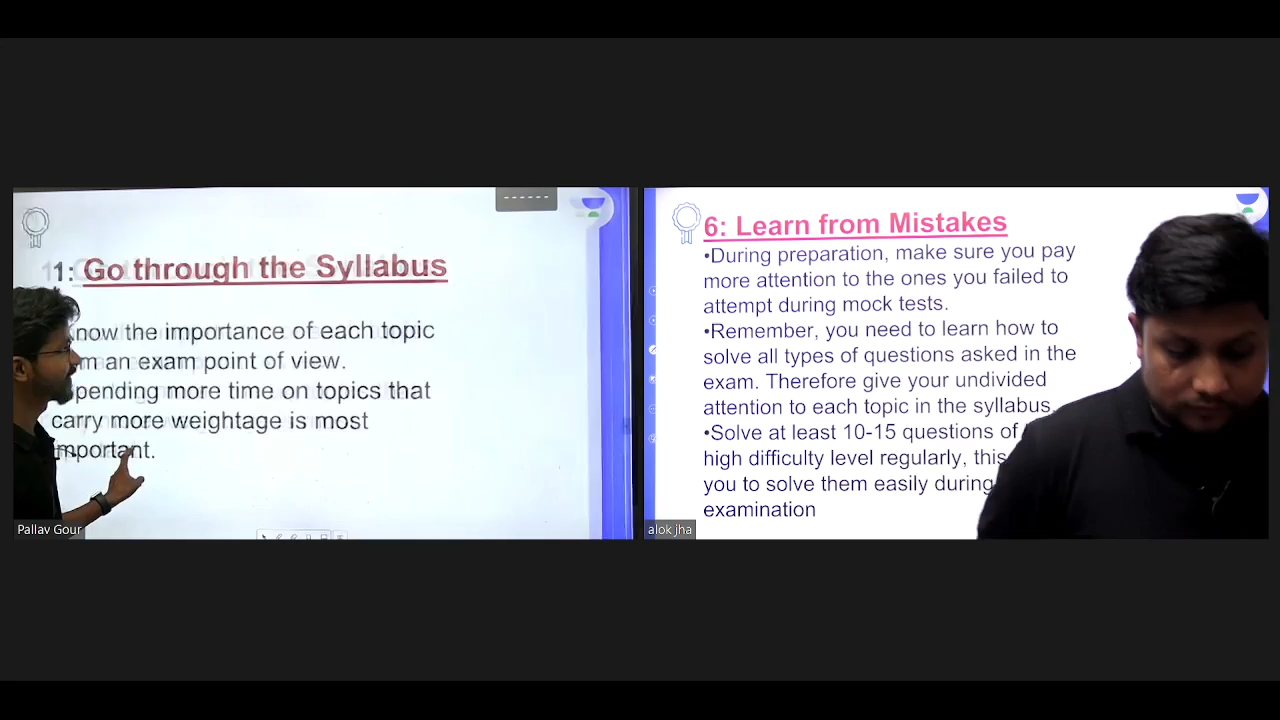 1: Go through the Syllabus
Know the importance of each topic
an exam point of view.
pending more time on topics that
carry more weightage is most
important.
Pallav Gour
6: Learn from Mistakes
•During preparation, make sure you pay
more attention to the ones you failed to
attempt during mock tests.
•Remember, you need to learn how to
solve all types of questions asked in the
exam. Therefore give your undivided
attention to each topic in the syllabus.
•Solve at least 10-15 questions of
high difficulty level regularly, this
you to solve them easily during
examination
alok jha